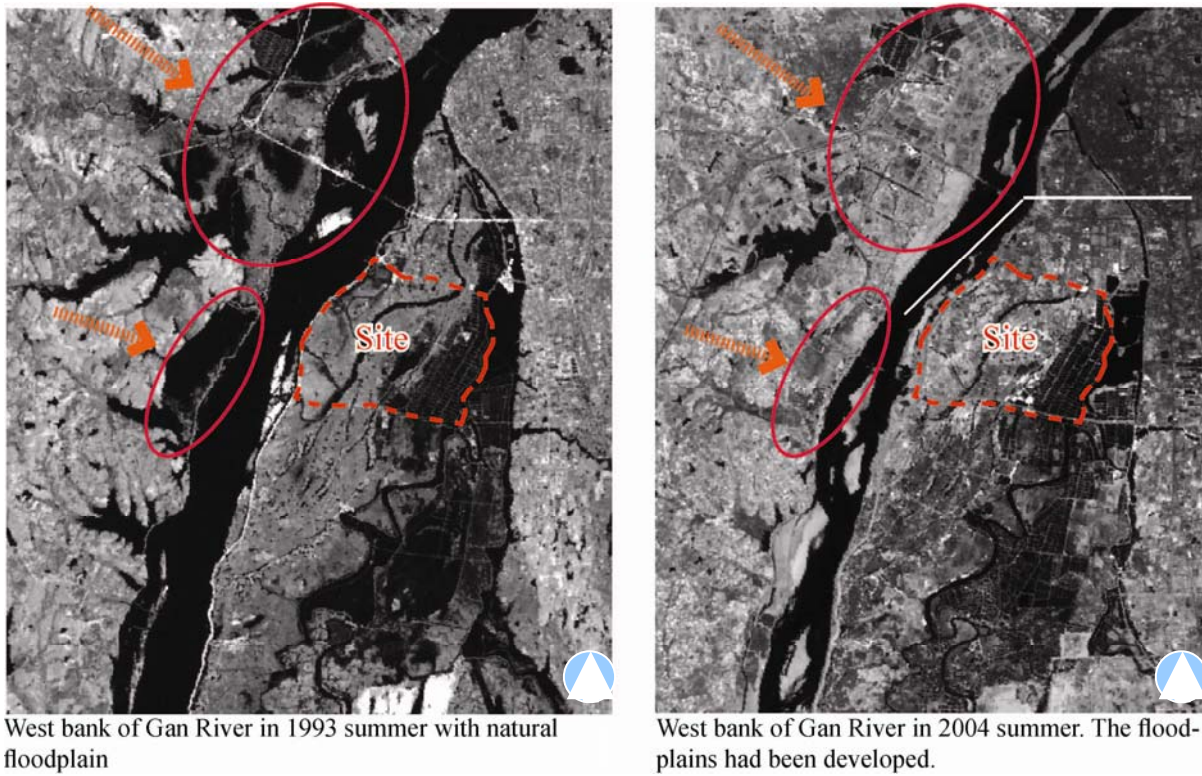 Site
Site
West bank of Gan River in 1993 summer with natural
floodplain
West bank of Gan River in 2004 summer. The flood-
plains had been developed.